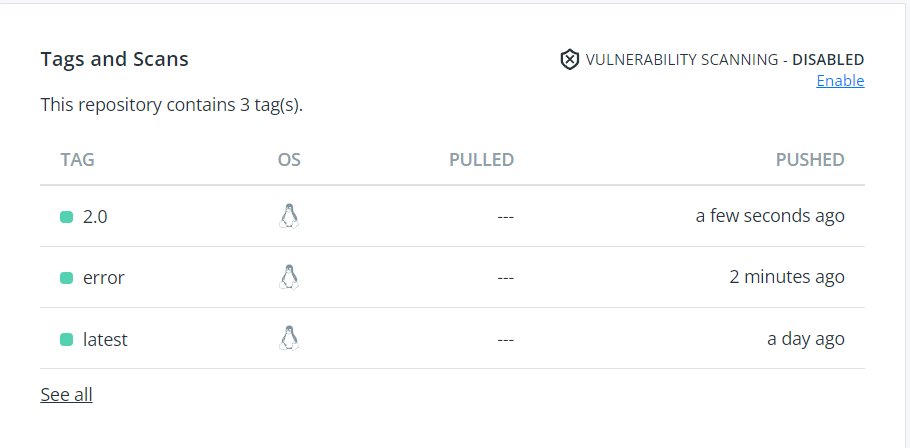 Tags and Scans
VULNERABILITY SCANNING - DISABLED
Enable
This repository contains 3 tag(s).
TAG OS PULLED PUSHED
2.0 --- a few seconds ago
error --- 2 minutes ago
latest --- a day ago
See all